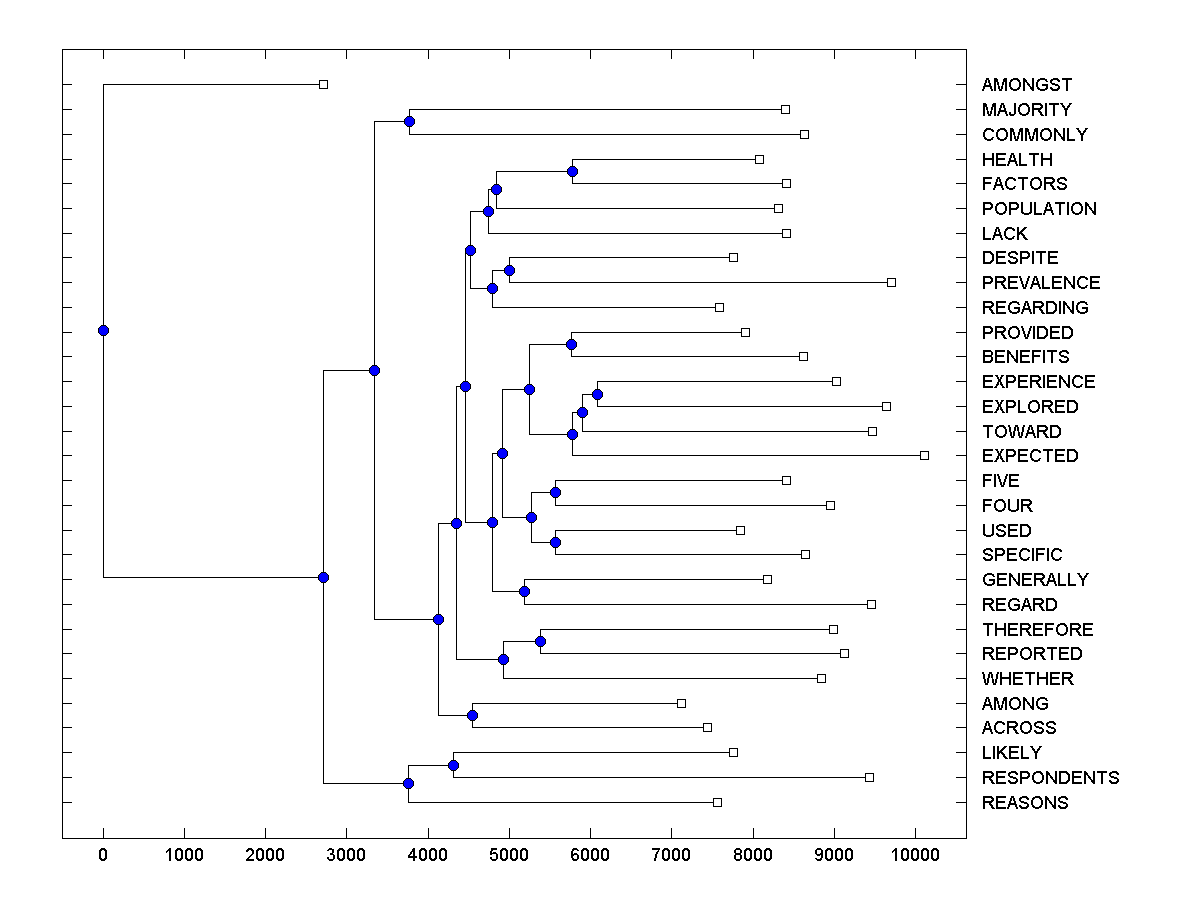 AMONGST
MAJORITY
COMMONLY
HEALTH
FACTORS
POPULATION
LACK
DESPITE
PREVALENCE
REGARDING
PROVIDED
BENEFITS
EXPERIENCE
EXPLORED
TOWARD
EXPECTED
FIVE
FOUR
USED
SPECIFIC
GENERALLY
REGARD
THEREFORE
REPORTED
WHETHER
AMONG
ACROSS
LIKELY
RESPONDENTS
REASONS
0 1000 2000 3000 4000 5000 6000 7000 8000 9000 10000